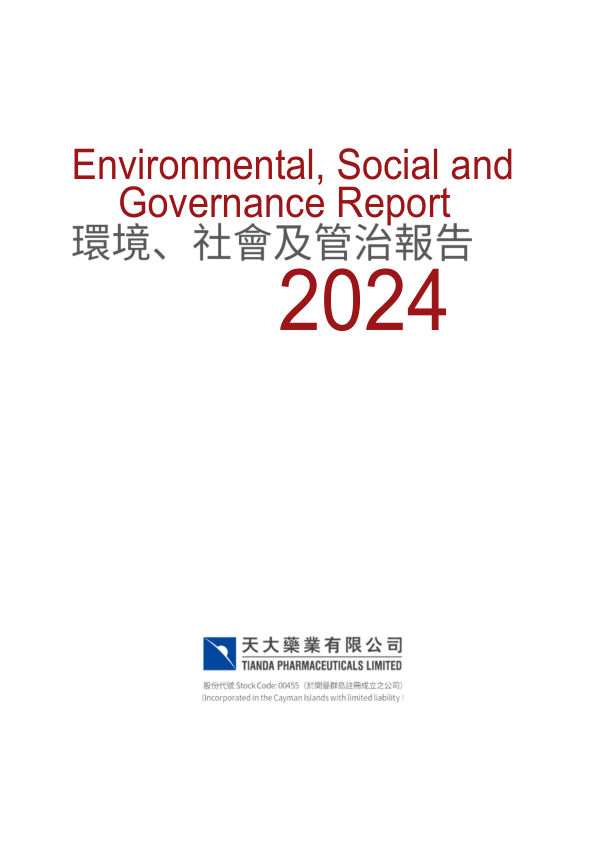 Environmental, Social and
Governance Report
環境、社會及管治報告
2024
天大藥業有限公司
TIANDA PHARMACEUTICALS LIMITED
股份代號 Stock Code: 00455（於開曼群島註冊成立之公司）
（Incorporated in the Cayman Islands with limited liability）